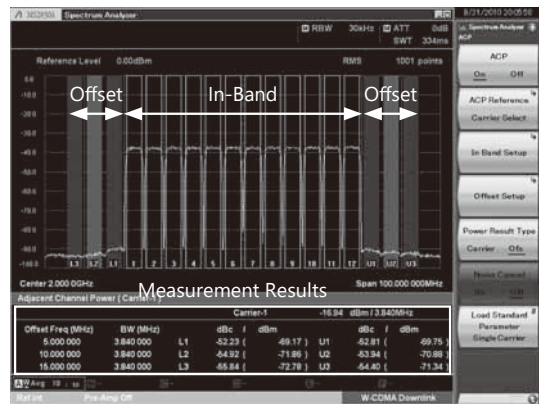 MS2690A Spectrum Analyzer
8/21/2010 20:05:50
RBW 30kHz ATT 0dB
SWT 334ms
Spectrum Analyzer
ACP
Reference Level 0.00dBm RMS 1001 points
ACP
On Off
ACP Reference
Carrier Select
In Band Setup
Offset Setup
Power Result Type
Carrier Ofs
Noise Cancel
Load Standard
Parameter
Single Carrier
Offset In-Band Offset
0.0
-10.0
-20.0
-30.0
-40.0
-50.0
-60.0
-70.0
-80.0
-90.0
-100.0
L3 L2 L1 1 2 3 4 5 6 7 8 9 10 11 12 U1 U2 U3
Center 2.000 0GHz Span 100.000 000MHz
Measurement Results
Adjacent Channel Power ( Carrier-1 )
Carrier-1 -16.94 dBm / 3.840MHz
Offset Freq (MHz) BW (MHz) dBc / dBm dBc / dBm
5.000 000 3.840 000 L1 -52.23 ( -69.17 ) U1 -52.81 ( -69.75 )
10.000 000 3.840 000 L2 -54.92 ( -71.86 ) U2 -53.94 ( -70.88 )
15.000 000 3.840 000 L3 -55.84 ( -72.78 ) U3 -54.40 ( -71.34 )
Avg 10 : 10
Ref.Int Pre-Amp Off W-CDMA Downlink